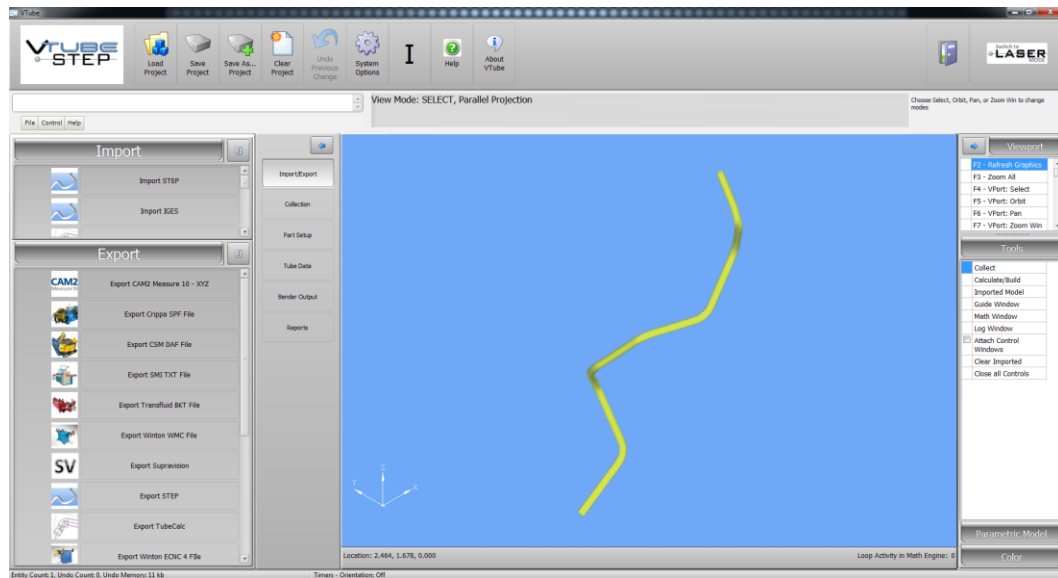 VTube
VTUBE
STEP
Load
Project
Save
Project
Save As...
Project
Clear
Project
Undo
Previous
Change
System
Options
I
Help
About
VTube
Switch to
LASER
MODE
View Mode: SELECT, Parallel Projection
Choose Select, Orbit, Pan, or Zoom Win to change
modes
File Control Help
Import
Import STEP
Import IGES
Export
CAM2
Export CAM2 Measure 10 - XYZ
Export Crippa SPF File
Export CSM DAF File
Export SMI TXT File
Export Transfluid BKT File
Export Winton WMC File
SV
Export Supravision
Export STEP
Export TubeCalc
Export Winton ECNC 4 File
Import/Export
Collection
Part Setup
Tube Data
Bender Output
Reports
Z
Y
X
Location: 2.464, 1.678, 0.000
Loop Activity in Math Engine: 0
Viewport
F2 - Refresh Graphics
F3 - Zoom All
F4 - VPort: Select
F5 - VPort: Orbit
F6 - VPort: Pan
F7 - VPort: Zoom Win
Tools
Collect
Calculate/Build
Imported Model
Guide Window
Math Window
Log Window
Attach Control
Windows
Clear Imported
Close all Controls
Parametric Model
Color
Entity Count: 1, Undo Count: 0, Undo Memory: 11 kb
Timers - Orientation: Off